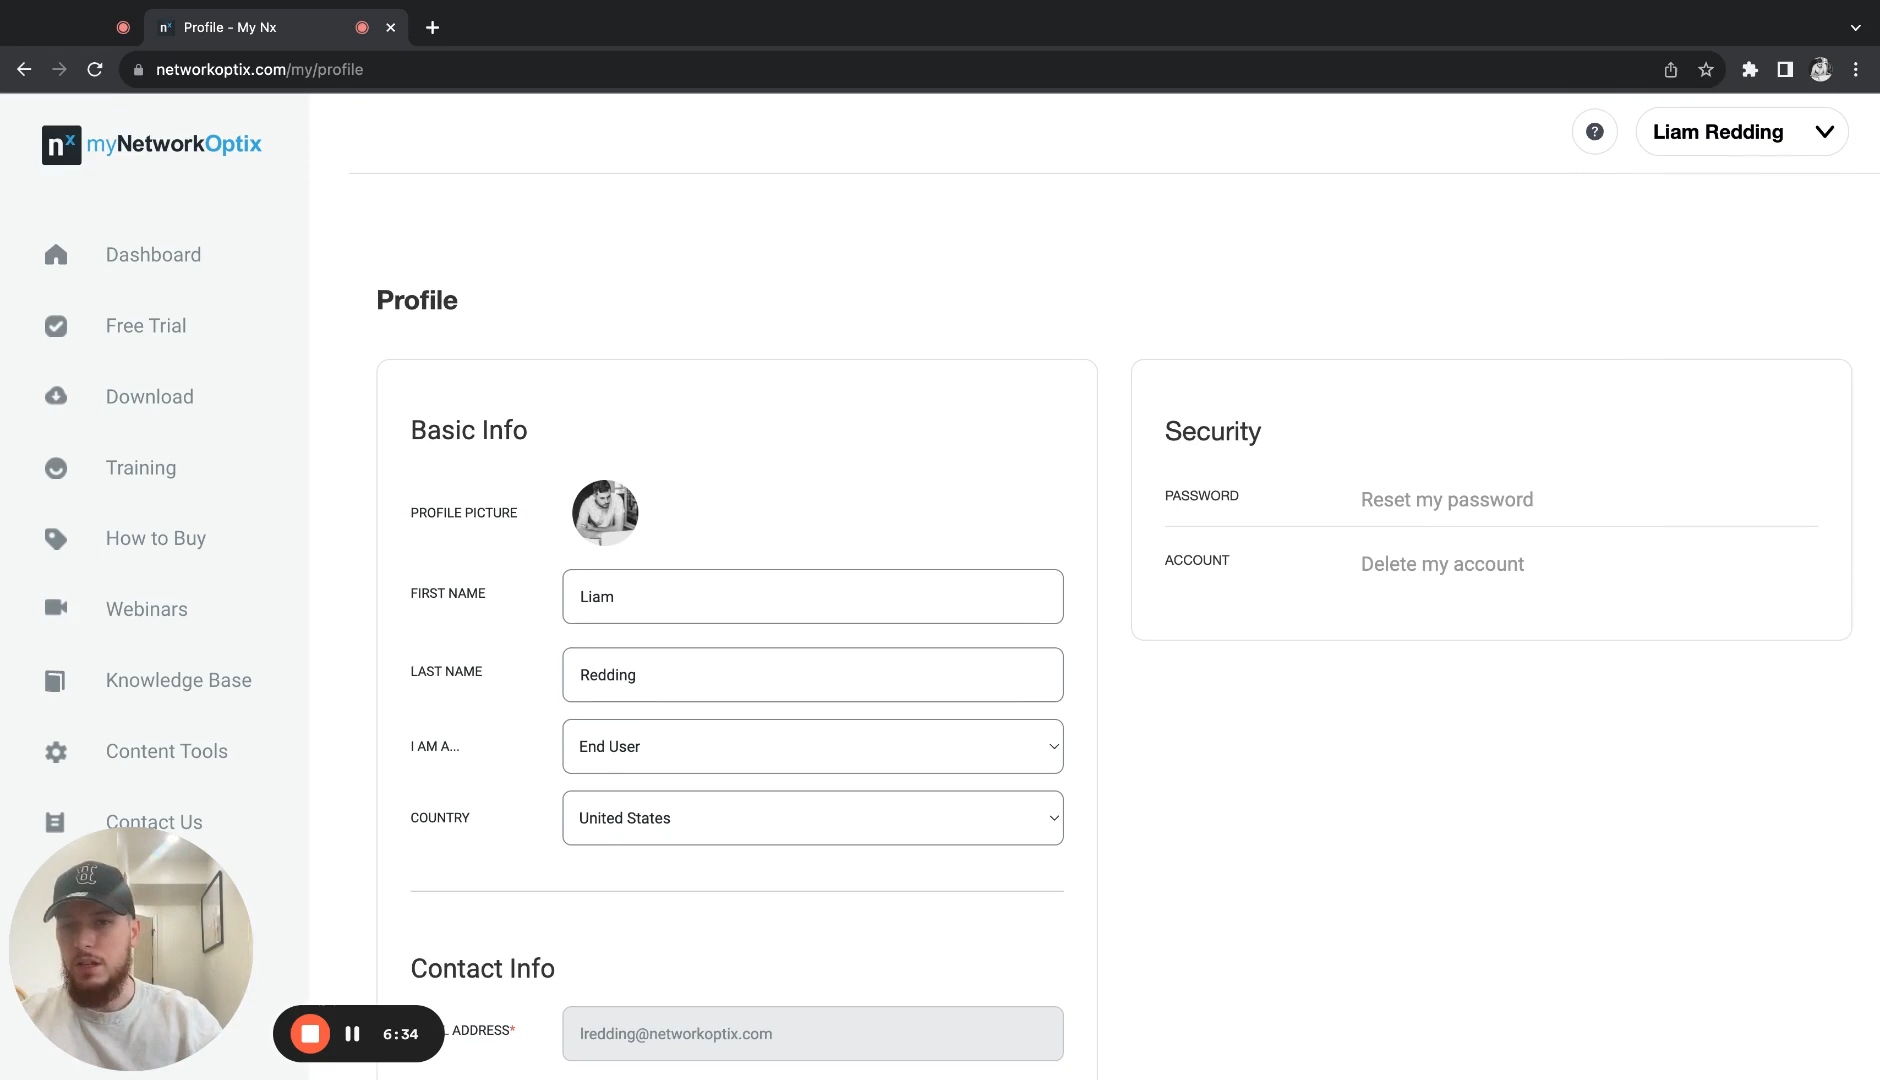 Profile - My Nx
networkoptix.com/my/profile
nx myNetworkOptix
? Liam Redding
Dashboard
Free Trial
Download
Training
How to Buy
Webinars
Knowledge Base
Content Tools
Contact Us
Profile
Basic Info
PROFILE PICTURE
FIRST NAME Liam
LAST NAME Redding
I AM A... End User
COUNTRY United States
Contact Info
ADDRESS* lredding@networkoptix.com
Security
PASSWORD Reset my password
ACCOUNT Delete my account
6:34